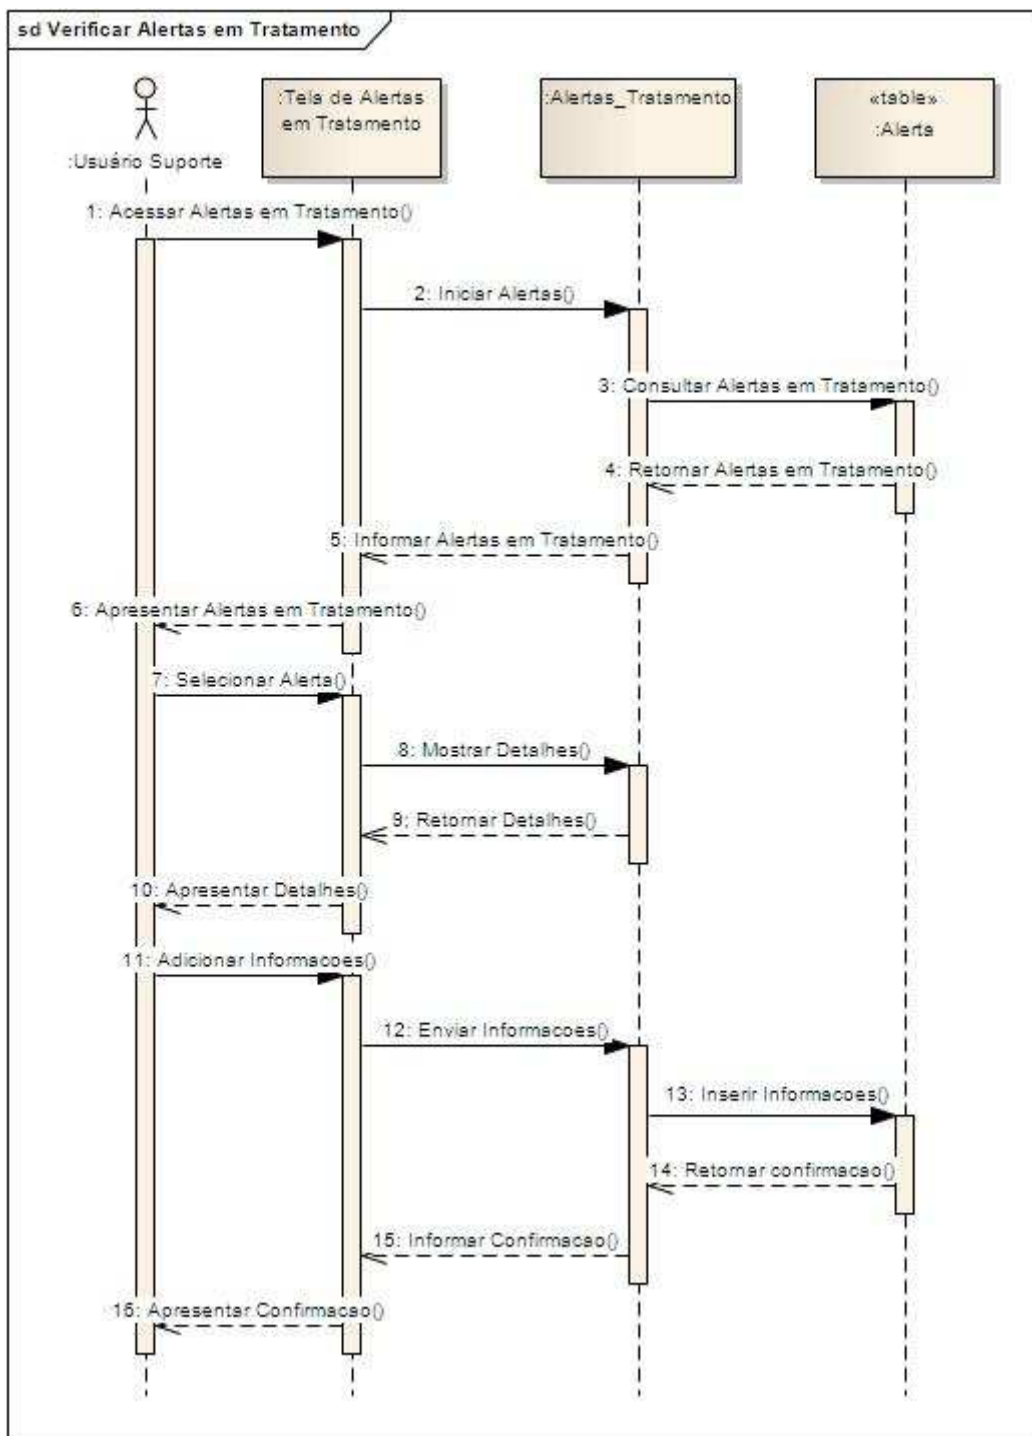 sd Verificar Alertas em Tratamento
:Usuário Suporte
:Tela de Alertas
em Tratamento
:Alertas_Tratamento
«table»
:Alerta
1: Acessar Alertas em Tratamento()
2: Iniciar Alertas()
3: Consultar Alertas em Tratamento()
4: Retornar Alertas em Tratamento()
5: Informar Alertas em Tratamento()
6: Apresentar Alertas em Tratamento()
7: Selecionar Alerta()
8: Mostrar Detalhes()
9: Retornar Detalhes()
10: Apresentar Detalhes()
11: Adicionar Informacoes()
12: Enviar Informacoes()
13: Inserir Informacoes()
14: Retornar confirmacao()
15: Informar Confirmacao()
16: Apresentar Confirmacao()